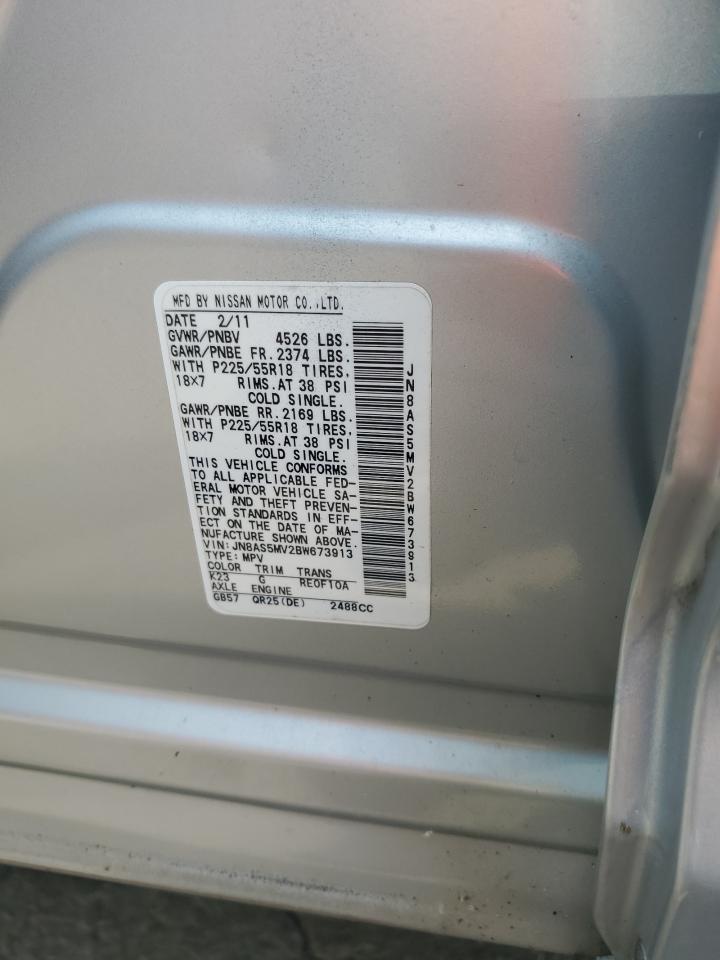 MFD BY NISSAN MOTOR CO.,LTD.
DATE 2/11
GVWR/PNBV 4526 LBS.
GAWR/PNBE FR. 2374 LBS.
WITH P225/55R18 TIRES,
18X7 RIMS.AT 38 PSI
COLD SINGLE.
GAWR/PNBE RR. 2169 LBS.
WITH P225/55R18 TIRES,
18X7 RIMS.AT 38 PSI
COLD SINGLE.
THIS VEHICLE CONFORMS
TO ALL APPLICABLE FED-
ERAL MOTOR VEHICLE SA-
FETY AND THEFT PREVEN-
TION STANDARDS IN EFF-
ECT ON THE DATE OF MA-
NUFACTURE SHOWN ABOVE.
VIN:JN8AS5MV2BW673913
TYPE:MPV
COLOR TRIM TRANS
K23 G RE0F10A
AXLE ENGINE
GB57 QR25(DE) 2488CC
JN8AS5MV2BW673913